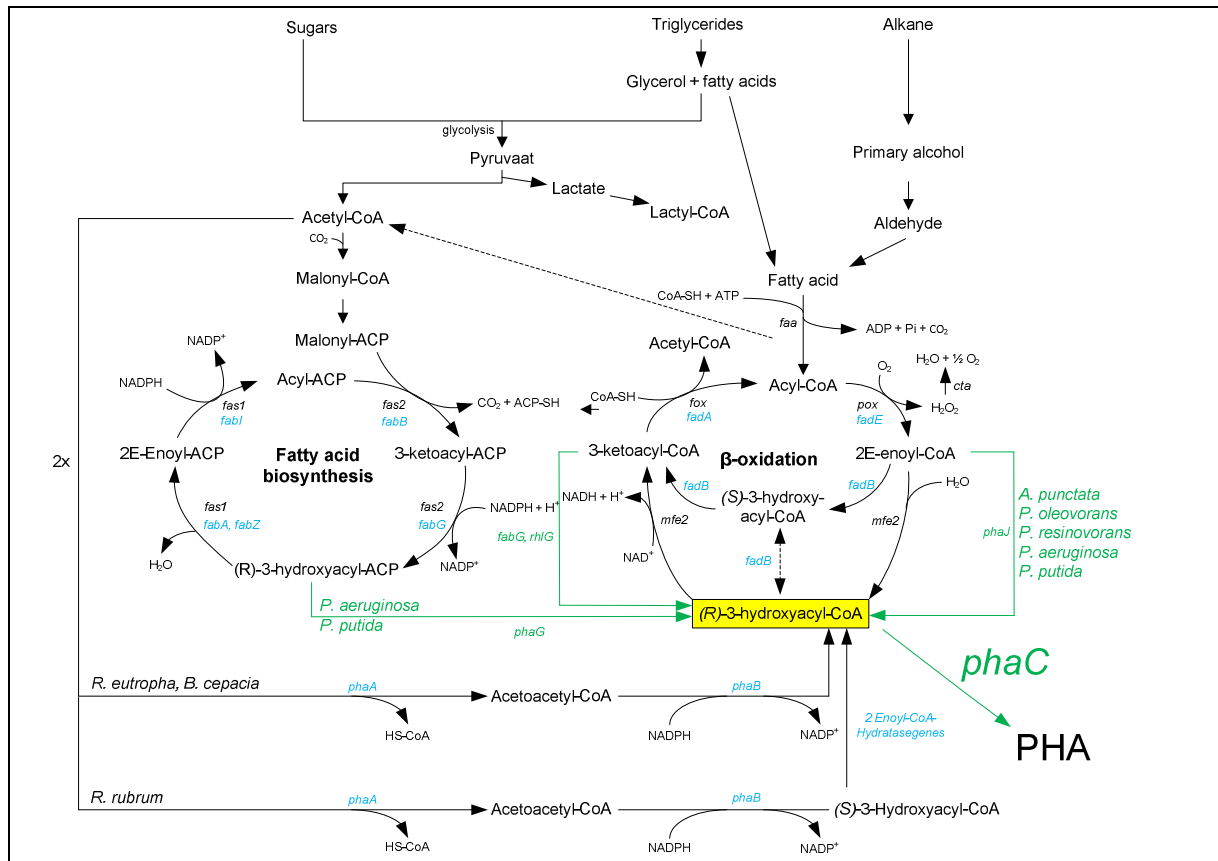 Sugars
Triglycerides
Alkane
Glycerol + fatty acids
glycolysis
Pyruvaat
Lactate
Lactyl-CoA
Primary alcohol
Aldehyde
Acetyl-CoA
CO₂
Malonyl-CoA
Malonyl-ACP
Fatty acid
CoA-SH + ATP
faa
ADP + Pi + CO₂
NADP⁺
NADPH
Acyl-ACP
fas1
fabI
fas2
fabB
CO₂ + ACP-SH
2E-Enoyl-ACP
Fatty acid
biosynthesis
3-ketoacyl-ACP
fas1
fabA, fabZ
H₂O
fas2
fabG
NADPH + H⁺
NADP⁺
(R)-3-hydroxyacyl-ACP
Acetyl-CoA
CoA-SH
fox
fadA
Acyl-CoA
O₂
pox
fadE
H₂O + ½ O₂
cta
H₂O₂
3-ketoacyl-CoA
β-oxidation
2E-enoyl-CoA
fadB
(S)-3-hydroxy-
acyl-CoA
fadB
H₂O
NADH + H⁺
mfe2
NAD⁺
mfe2
fadB
fabG, rhlG
phaJ
A. punctata
P. oleovorans
P. resinovorans
P. aeruginosa
P. putida
2x
P. aeruginosa
P. putida
phaG
(R)-3-hydroxyacyl-CoA
phaC
PHA
R. eutropha, B. cepacia
phaA
HS-CoA
Acetoacetyl-CoA
phaB
NADPH
NADP⁺
2 Enoyl-CoA-
Hydratasegenes
R. rubrum
phaA
HS-CoA
Acetoacetyl-CoA
phaB
NADPH
NADP⁺
(S)-3-Hydroxyacyl-CoA